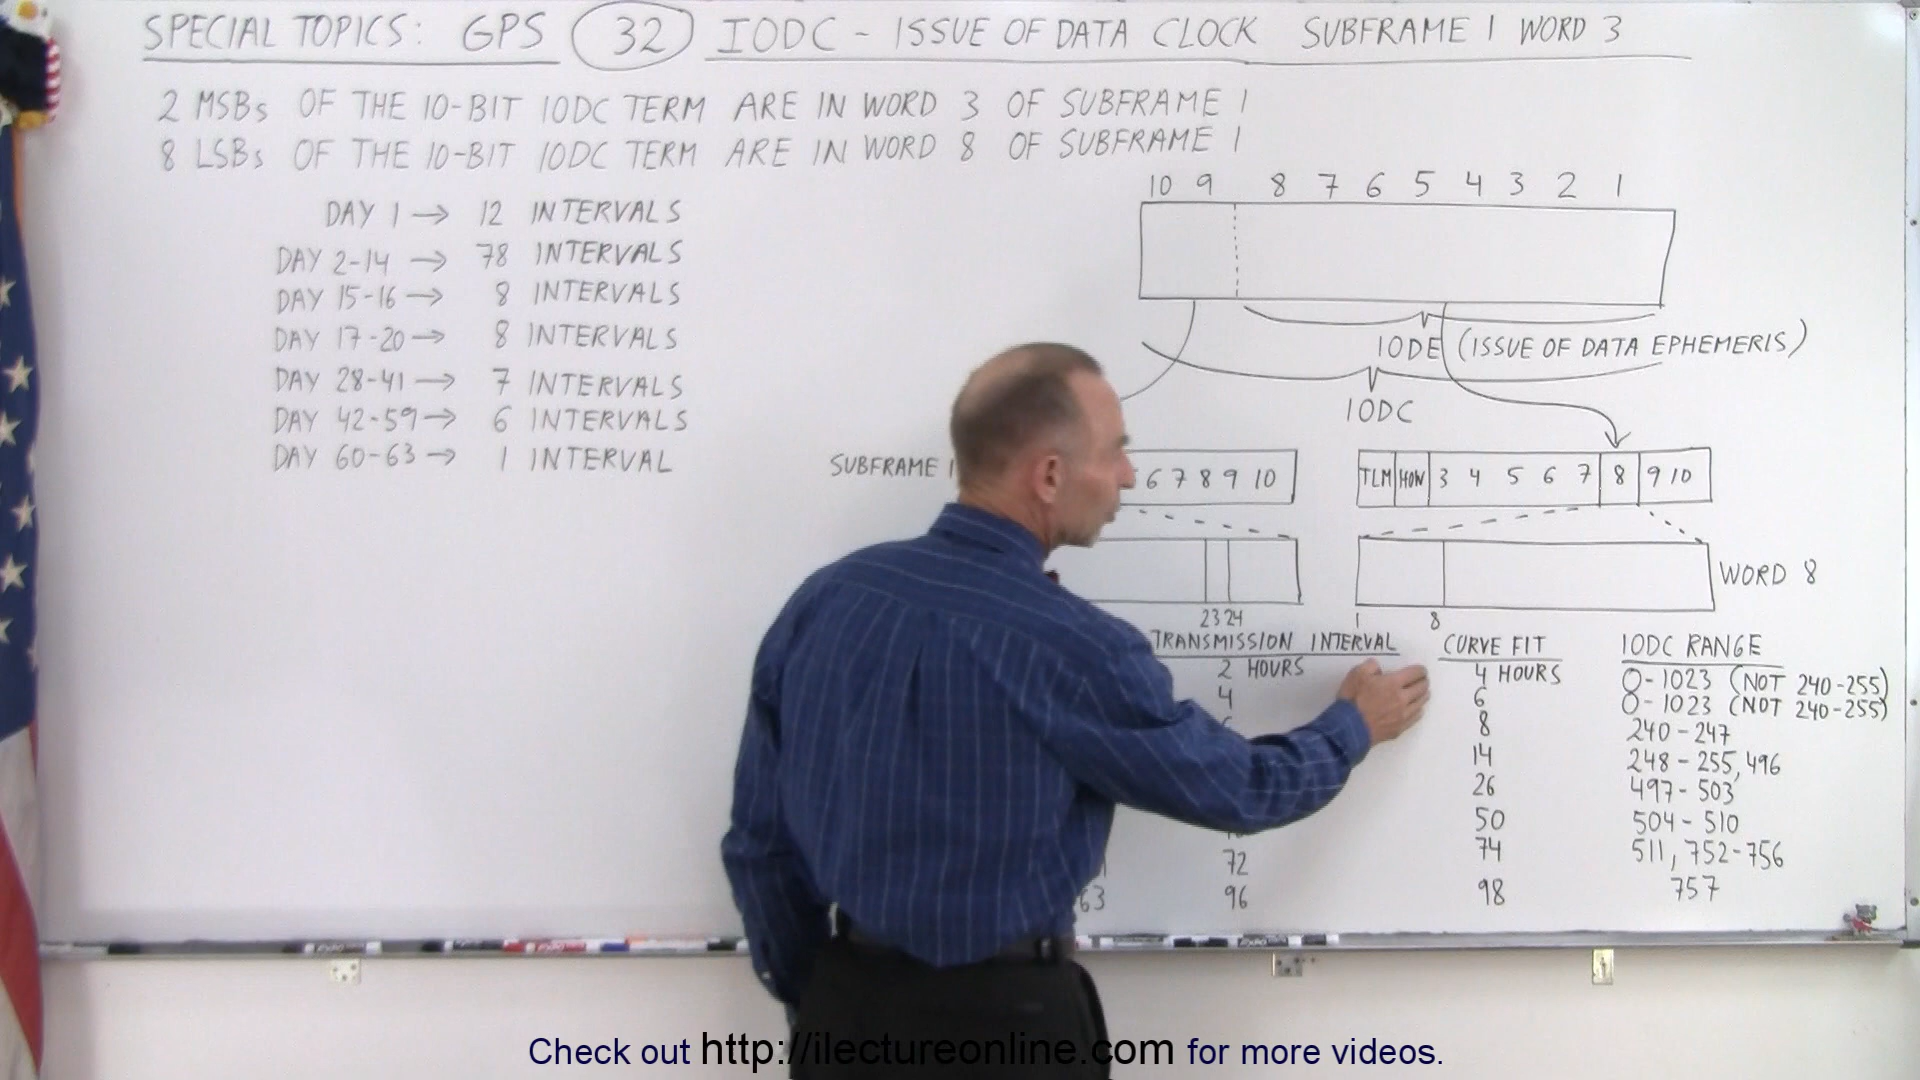 SPECIAL TOPICS: GPS 32 IODC - ISSUE OF DATA CLOCK SUBFRAME 1 WORD 3
2 MSBs OF THE 10-BIT IODC TERM ARE IN WORD 3 OF SUBFRAME 1
8 LSBs OF THE 10-BIT IODC TERM ARE IN WORD 8 OF SUBFRAME 1
DAY 1 → 12 INTERVALS
DAY 2-14 → 78 INTERVALS
DAY 15-16 → 8 INTERVALS
DAY 17-20 → 8 INTERVALS
DAY 28-41 → 7 INTERVALS
DAY 42-59 → 6 INTERVALS
DAY 60-63 → 1 INTERVAL
10 9 8 7 6 5 4 3 2 1
IODE (ISSUE OF DATA EPHEMERIS)
IODC
SUBFRAME 1
6 7 8 9 10
TLM HOW 3 4 5 6 7 8 9 10
WORD 8
23 24
1 8
TRANSMISSION INTERVAL CURVE FIT IODC RANGE
2 HOURS 4 HOURS 0-1023 (NOT 240-255)
4 6 0-1023 (NOT 240-255)
8 240-247
14 248-255, 496
26 497-503
50 504-510
72 74 511, 752-756
63 96 98 757
Check out http://ilectureonline.com for more videos.